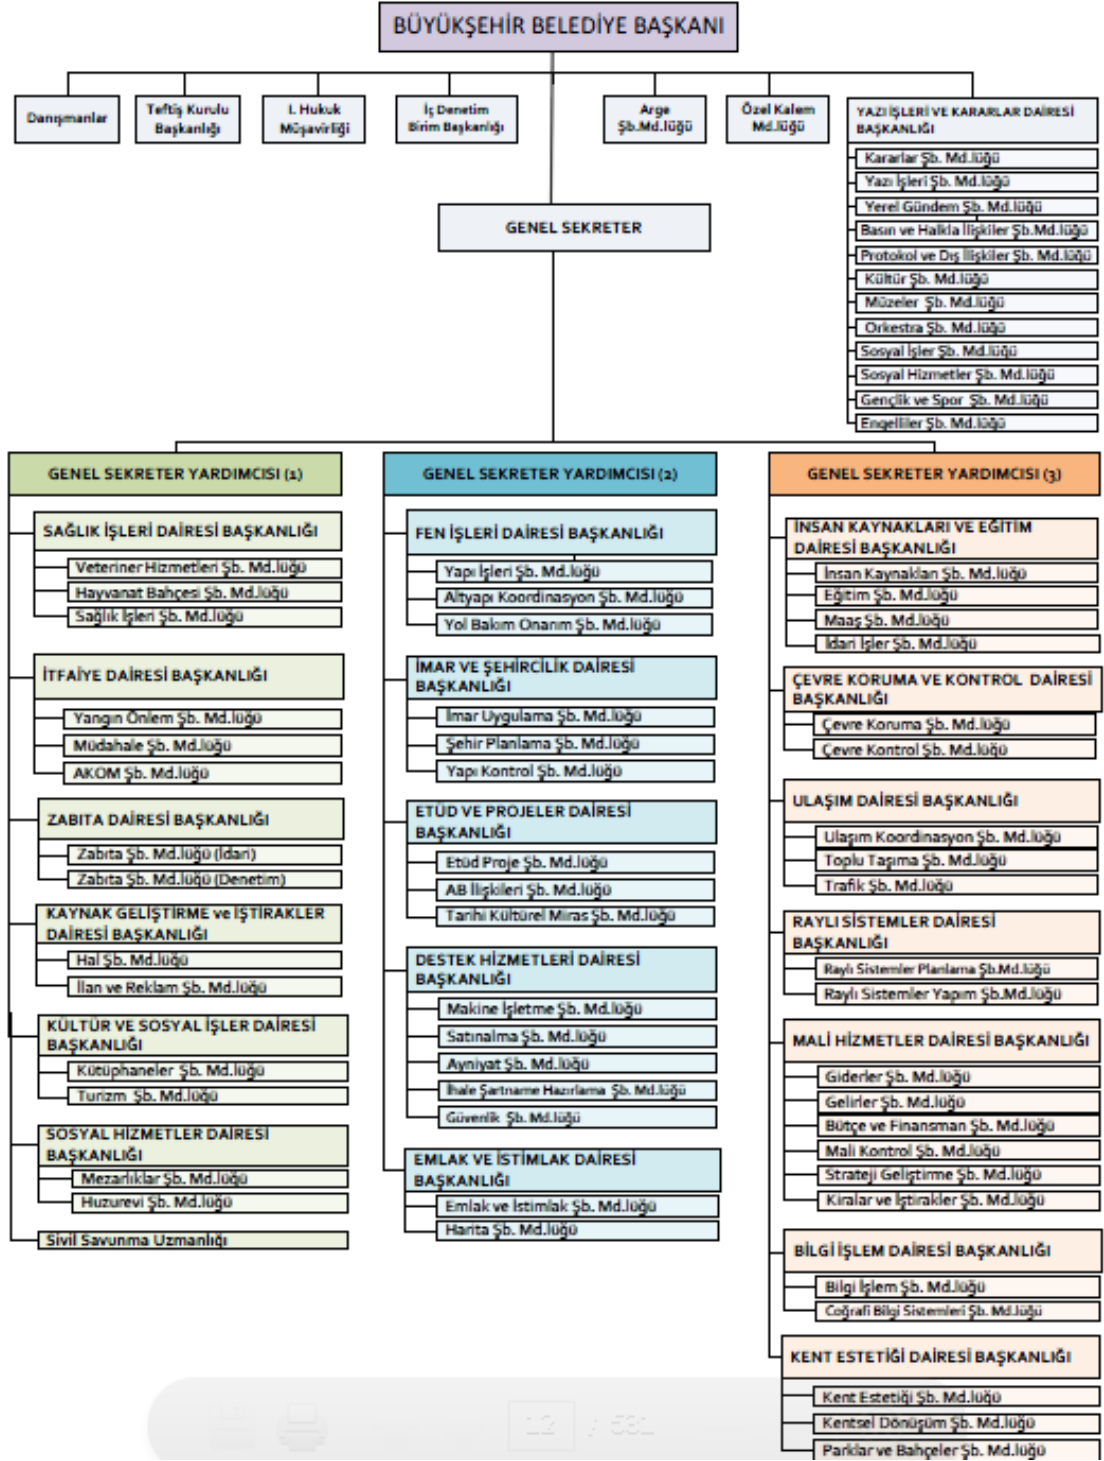 BÜYÜKŞEHİR BELEDİYE BAŞKANI
Danışmanlar
Teftiş Kurulu
Başkanlığı
I. Hukuk
Müşavirliği
İç Denetim
Birim Başkanlığı
Arge
Şb.Md.lüğü
Özel Kalem
Md.lüğü
YAZI İŞLERİ VE KARARLAR DAİRESİ
BAŞKANLIĞI
Kararlar Şb. Md.lüğü
Yazı İşleri Şb. Md.lüğü
Yerel Gündem Şb. Md.lüğü
Basın ve Halkla İlişkiler Şb.Md.lüğü
Protokol ve Dış İlişkiler Şb. Md.lüğü
Kültür Şb. Md.lüğü
Müzeler Şb. Md.lüğü
Orkestra Şb. Md.lüğü
Sosyal İşler Şb. Md.lüğü
Sosyal Hizmetler Şb. Md.lüğü
Gençlik ve Spor Şb. Md.lüğü
Engelliler Şb. Md.lüğü
GENEL SEKRETER
GENEL SEKRETER YARDIMCISI (1)
SAĞLIK İŞLERİ DAİRESİ BAŞKANLIĞI
Veteriner Hizmetleri Şb. Md.lüğü
Hayvanat Bahçesi Şb. Md.lüğü
Sağlık İşleri Şb. Md.lüğü
İTFAİYE DAİRESİ BAŞKANLIĞI
Yangın Önlem Şb. Md.lüğü
Müdahale Şb. Md.lüğü
AKOM Şb. Md.lüğü
ZABITA DAİRESİ BAŞKANLIĞI
Zabıta Şb. Md.lüğü (İdari)
Zabıta Şb. Md.lüğü (Denetim)
KAYNAK GELİŞTİRME ve İŞTİRAKLER
DAİRESİ BAŞKANLIĞI
Hal Şb. Md.lüğü
İlan ve Reklam Şb. Md.lüğü
KÜLTÜR VE SOSYAL İŞLER DAİRESİ
BAŞKANLIĞI
Kütüphaneler Şb. Md.lüğü
Turizm Şb. Md.lüğü
SOSYAL HİZMETLER DAİRESİ
BAŞKANLIĞI
Mezarlıklar Şb. Md.lüğü
Huzurevi Şb. Md.lüğü
Sivil Savunma Uzmanlığı
GENEL SEKRETER YARDIMCISI (2)
FEN İŞLERİ DAİRESİ BAŞKANLIĞI
Yapı İşleri Şb. Md.lüğü
Altyapı Koordinasyon Şb. Md.lüğü
Yol Bakım Onarım Şb. Md.lüğü
İMAR VE ŞEHİRCİLİK DAİRESİ
BAŞKANLIĞI
İmar Uygulama Şb. Md.lüğü
Şehir Planlama Şb. Md.lüğü
Yapı Kontrol Şb. Md.lüğü
ETÜD VE PROJELER DAİRESİ
BAŞKANLIĞI
Etüd Proje Şb. Md.lüğü
AB İlişkileri Şb. Md.lüğü
Tarihi Kültürel Miras Şb. Md.lüğü
DESTEK HİZMETLERİ DAİRESİ
BAŞKANLIĞI
Makine İşletme Şb. Md.lüğü
Satınalma Şb. Md.lüğü
Ayniyat Şb. Md.lüğü
İhale Şartname Hazırlama Şb. Md.lüğü
Güvenlik Şb. Md.lüğü
EMLAK VE İSTİMLAK DAİRESİ
BAŞKANLIĞI
Emlak ve İstimlak Şb. Md.lüğü
Harita Şb. Md.lüğü
GENEL SEKRETER YARDIMCISI (3)
İNSAN KAYNAKLARI VE EĞİTİM
DAİRESİ BAŞKANLIĞI
İnsan Kaynakları Şb. Md.lüğü
Eğitim Şb. Md.lüğü
Maaş Şb. Md.lüğü
İdari İşler Şb. Md.lüğü
ÇEVRE KORUMA VE KONTROL DAİRESİ
BAŞKANLIĞI
Çevre Koruma Şb. Md.lüğü
Çevre Kontrol Şb. Md.lüğü
ULAŞIM DAİRESİ BAŞKANLIĞI
Ulaşım Koordinasyon Şb. Md.lüğü
Toplu Taşıma Şb. Md.lüğü
Trafik Şb. Md.lüğü
RAYLI SİSTEMLER DAİRESİ
BAŞKANLIĞI
Raylı Sistemler Planlama Şb.Md.lüğü
Raylı Sistemler Yapım Şb.Md.lüğü
MALİ HİZMETLER DAİRESİ BAŞKANLIĞI
Giderler Şb. Md.lüğü
Gelirler Şb. Md.lüğü
Bütçe ve Finansman Şb. Md.lüğü
Mali Kontrol Şb. Md.lüğü
Strateji Geliştirme Şb. Md.lüğü
Kiralar ve İştirakler Şb. Md.lüğü
BİLGİ İŞLEM DAİRESİ BAŞKANLIĞI
Bilgi İşlem Şb. Md.lüğü
Coğrafi Bilgi Sistemleri Şb. Md.lüğü
KENT ESTETİĞİ DAİRESİ BAŞKANLIĞI
Kent Estetiği Şb. Md.lüğü
Kentsel Dönüşüm Şb. Md.lüğü
Parklar ve Bahçeler Şb. Md.lüğü
12 / 531